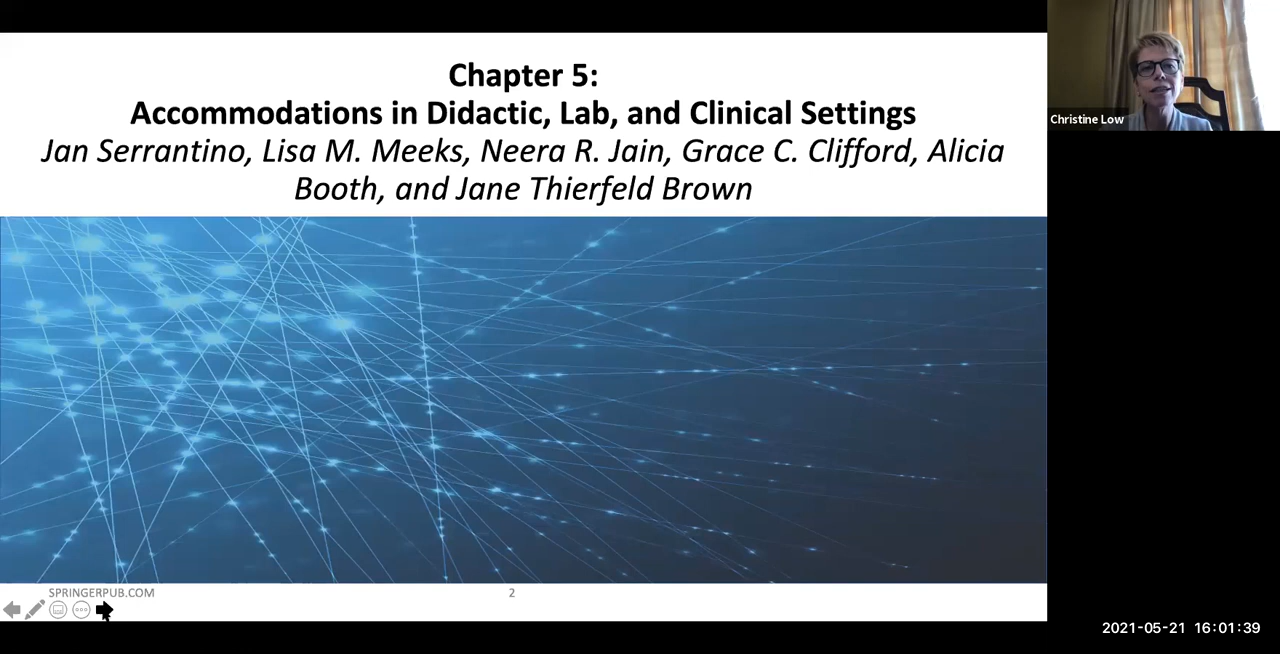 Chapter 5:
Accommodations in Didactic, Lab, and Clinical Settings
Jan Serrantino, Lisa M. Meeks, Neera R. Jain, Grace C. Clifford, Alicia
Booth, and Jane Thierfeld Brown
Christine Low
SPRINGERPUB.COM
2
2021-05-21 16:01:39